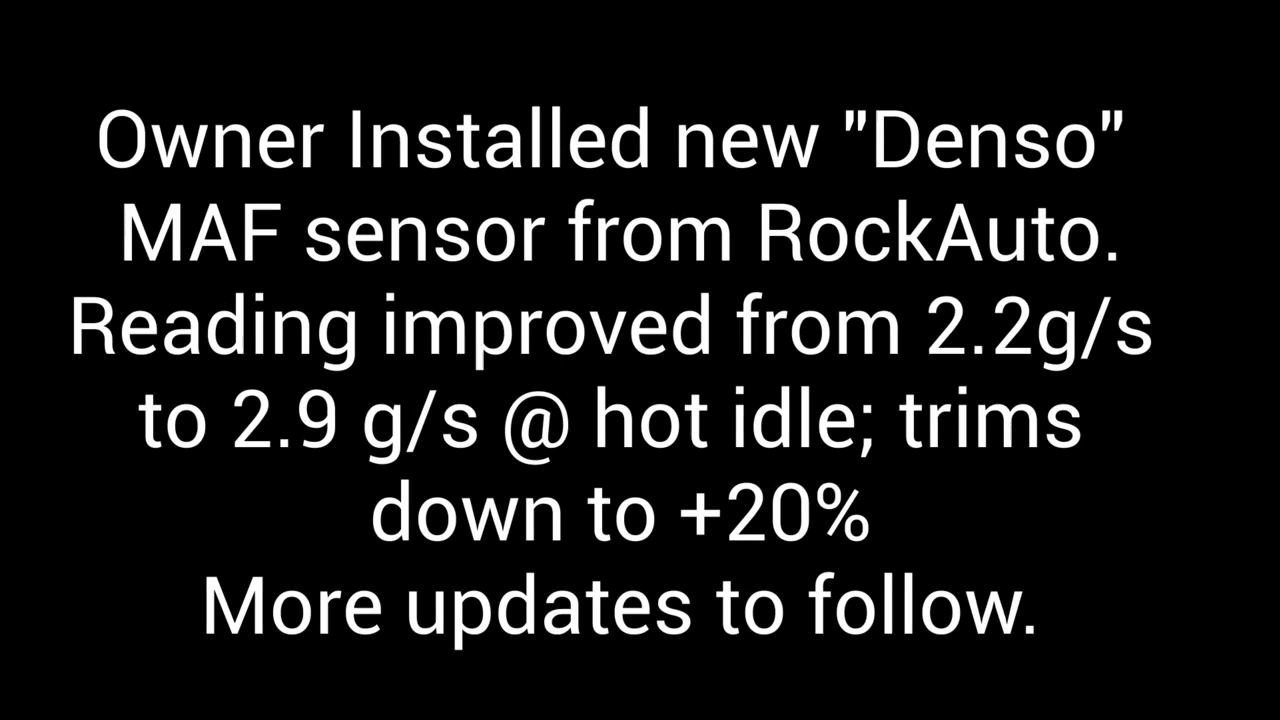 Owner Installed new "Denso"
MAF sensor from RockAuto.
Reading improved from 2.2g/s
to 2.9 g/s @ hot idle; trims
down to +20%
More updates to follow.